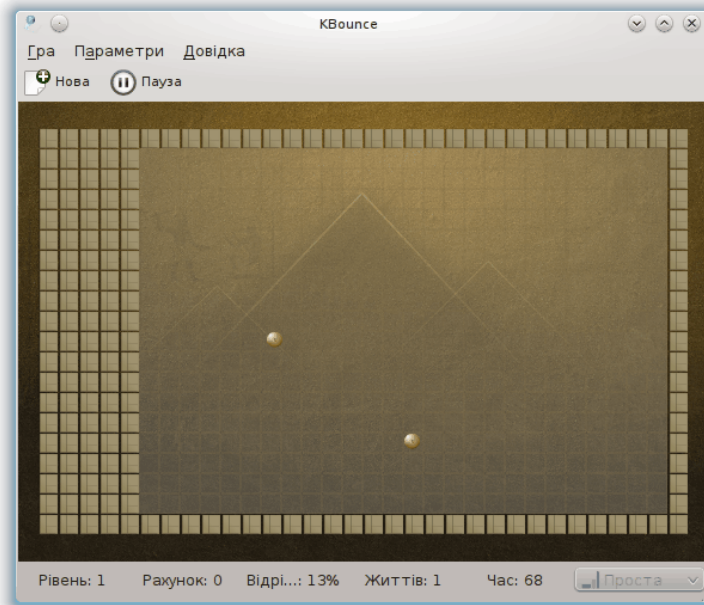 KBounce
Гра Параметри Довідка
Нова Пауза
Рівень: 1 Рахунок: 0 Відрі...: 13% Життів: 1 Час: 68 Проста